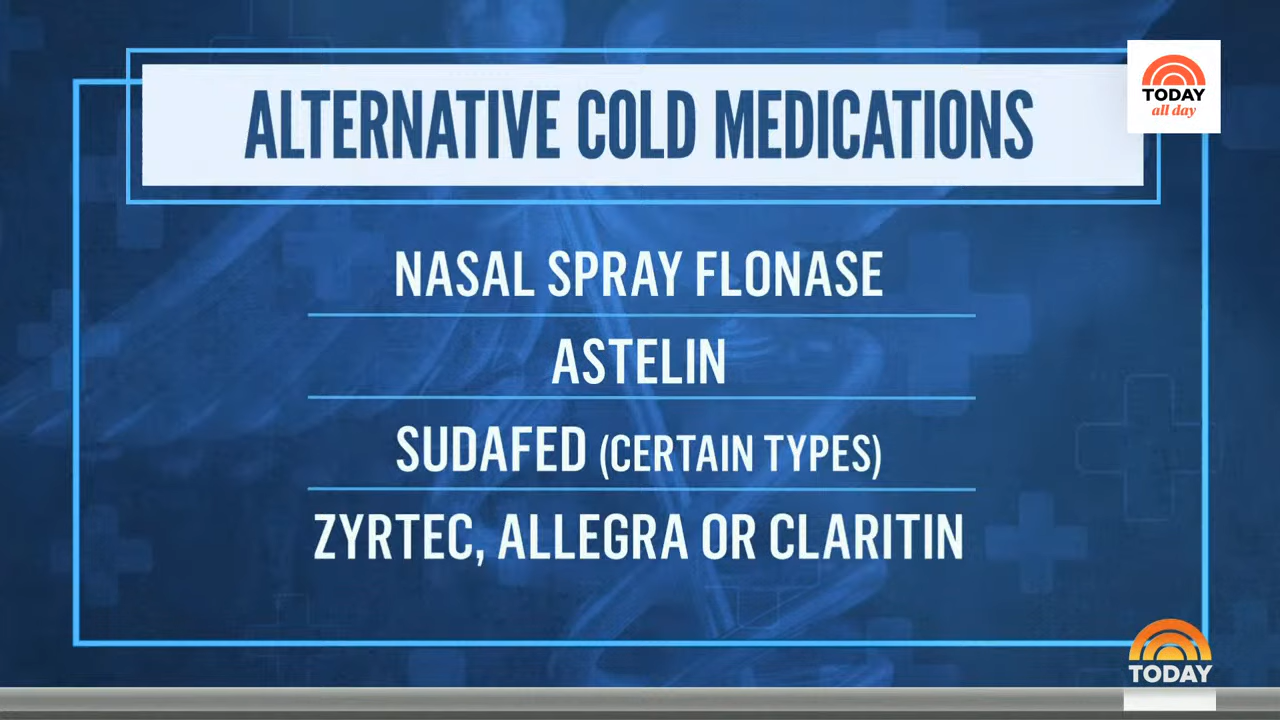 ALTERNATIVE COLD MEDICATIONS
TODAY
all day
NASAL SPRAY FLONASE
ASTELIN
SUDAFED (CERTAIN TYPES)
ZYRTEC, ALLEGRA OR CLARITIN
TODAY